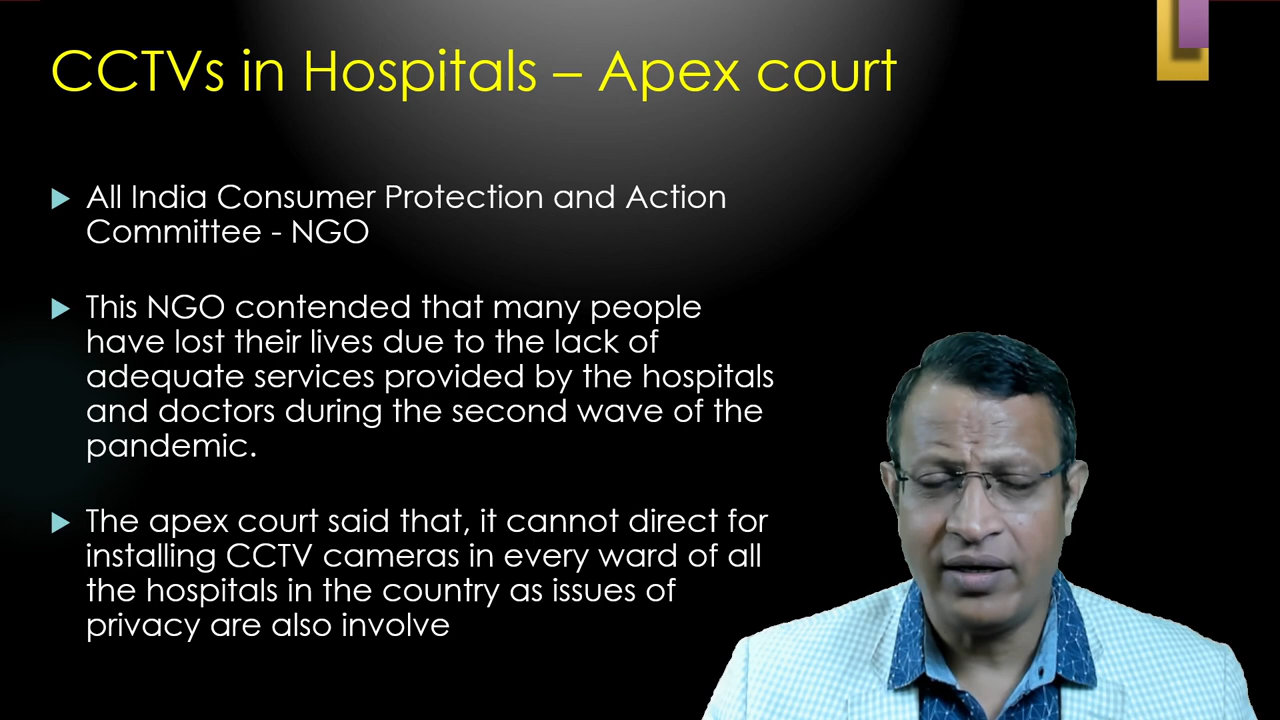 CCTVs in Hospitals – Apex court
All India Consumer Protection and Action
Committee - NGO
This NGO contended that many people
have lost their lives due to the lack of
adequate services provided by the hospitals
and doctors during the second wave of the
pandemic.
The apex court said that, it cannot direct for
installing CCTV cameras in every ward of all
the hospitals in the country as issues of
privacy are also involve